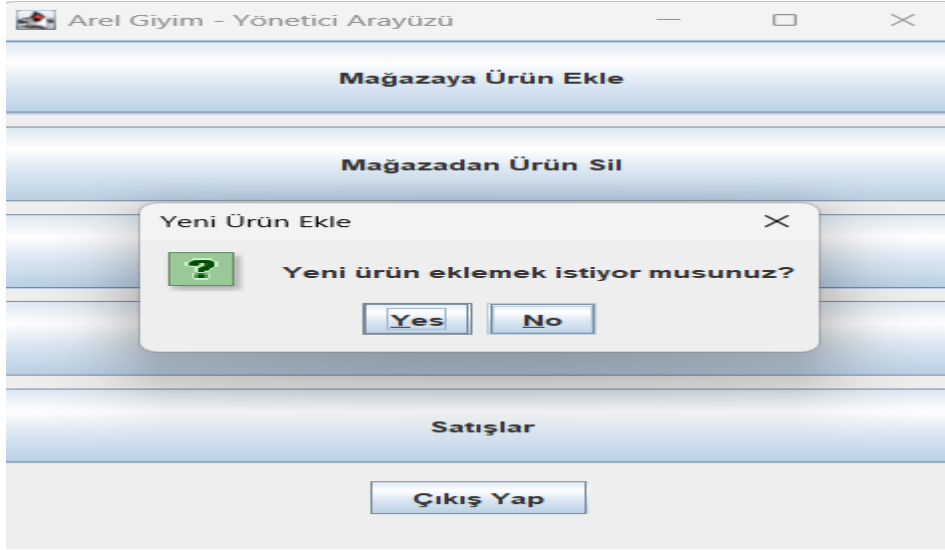 Arel Giyim - Yönetici Arayüzü
Mağazaya Ürün Ekle
Mağazadan Ürün Sil
Yeni Ürün Ekle
?
Yeni ürün eklemek istiyor musunuz?
Yes No
Satışlar
Çıkış Yap